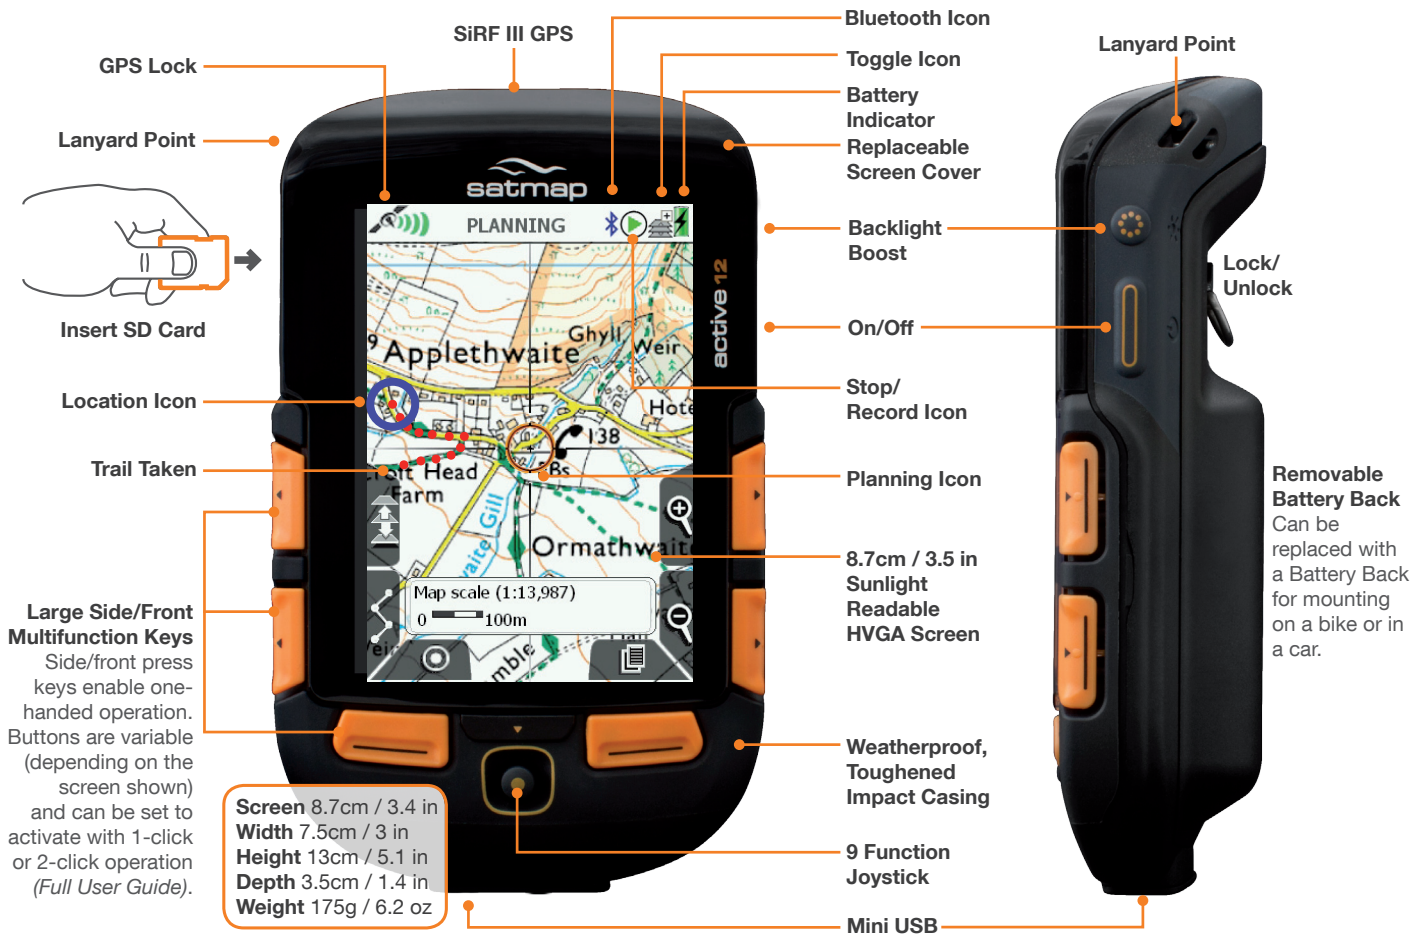 SiRF III GPS
GPS Lock
Lanyard Point
Insert SD Card
Location Icon
Trail Taken
Large Side/Front
Multifunction Keys
Side/front press
keys enable one-
handed operation.
Buttons are variable
(depending on the
screen shown)
and can be set to
activate with 1-click
or 2-click operation
(Full User Guide).
Screen 8.7cm / 3.4 in
Width 7.5cm / 3 in
Height 13cm / 5.1 in
Depth 3.5cm / 1.4 in
Weight 175g / 6.2 oz
satmap
PLANNING
active 12
9
Applethwaite
Ghyll
Weir
Hote
138
Bs
croft Head
Farm
waite Gill
Ormathwait
Map scale (1:13,987)
0 100m
mble
Bluetooth Icon
Toggle Icon
Battery
Indicator
Replaceable
Screen Cover
Backlight
Boost
On/Off
Stop/
Record Icon
Planning Icon
8.7cm / 3.5 in
Sunlight
Readable
HVGA Screen
Weatherproof,
Toughened
Impact Casing
9 Function
Joystick
Mini USB
Lanyard Point
Lock/
Unlock
Removable
Battery Back
Can be
replaced with
a Battery Back
for mounting
on a bike or in
a car.